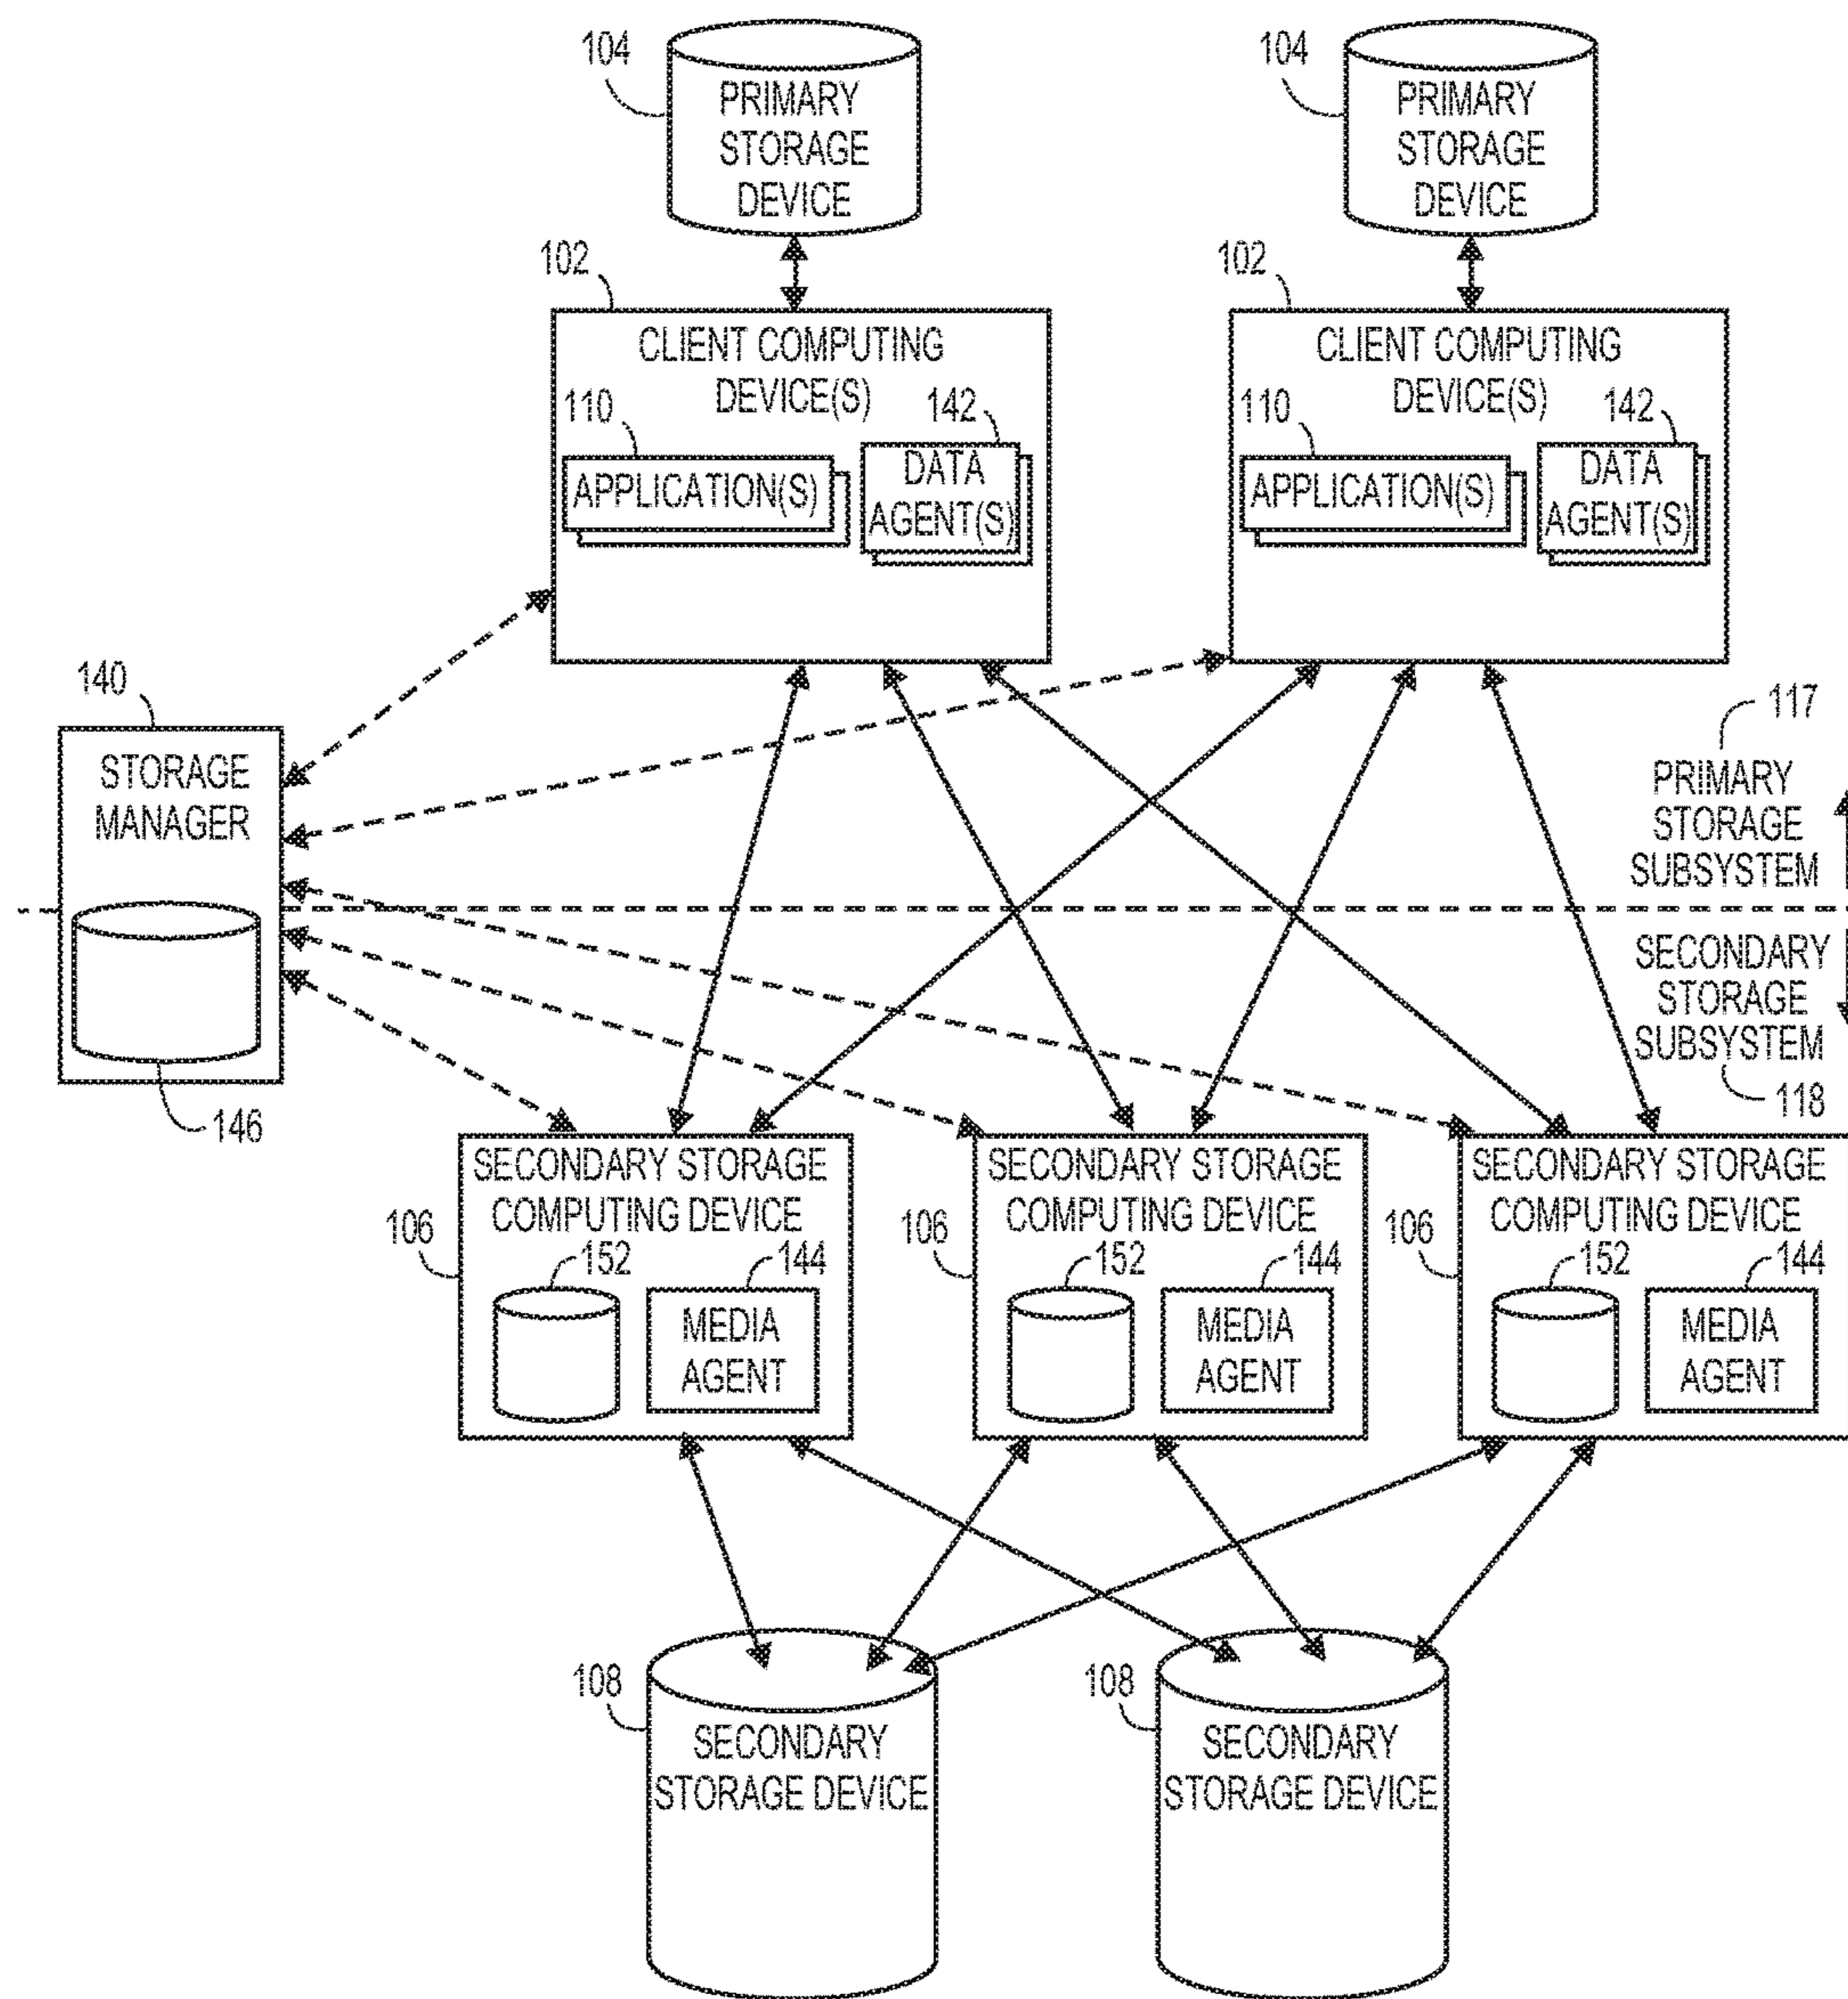 104
PRIMARY
STORAGE
DEVICE
104
PRIMARY
STORAGE
DEVICE
102
CLIENT COMPUTING
DEVICE(S)
110
142
APPLICATION(S)
DATA
AGENT(S)
102
CLIENT COMPUTING
DEVICE(S)
110
142
APPLICATION(S)
DATA
AGENT(S)
140
STORAGE
MANAGER
146
117
PRIMARY
STORAGE
SUBSYSTEM
SECONDARY
STORAGE
SUBSYSTEM
118
SECONDARY STORAGE
COMPUTING DEVICE
106
152
144
MEDIA
AGENT
SECONDARY STORAGE
COMPUTING DEVICE
106
152
144
MEDIA
AGENT
SECONDARY STORAGE
COMPUTING DEVICE
106
152
144
MEDIA
AGENT
108
SECONDARY
STORAGE DEVICE
108
SECONDARY
STORAGE DEVICE